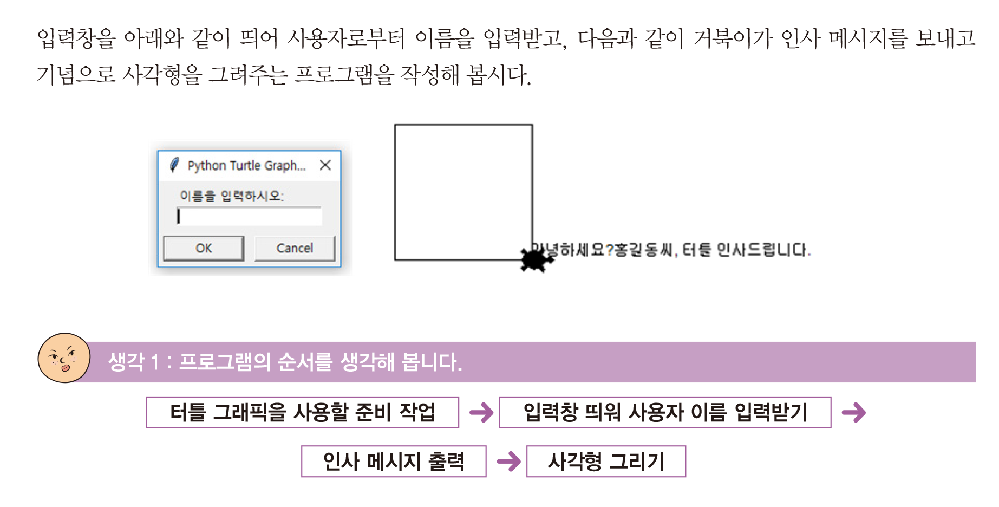 입력창을 아래와 같이 띄어 사용자로부터 이름을 입력받고, 다음과 같이 거북이가 인사 메시지를 보내고
기념으로 사각형을 그려주는 프로그램을 작성해 봅시다.
Python Turtle Graph...
이름을 입력하시오:
OK Cancel
안녕하세요?홍길동씨, 터틀 인사드립니다.
생각 1 : 프로그램의 순서를 생각해 봅니다.
터틀 그래픽을 사용할 준비 작업 → 입력창 띄워 사용자 이름 입력받기 →
인사 메시지 출력 → 사각형 그리기